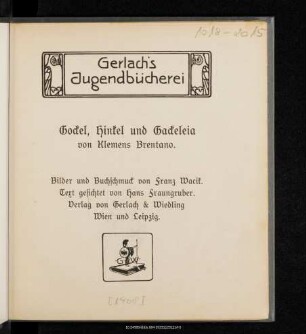 Gerlach's
Jugendbücherei
Gockel, Hinkel und Gackeleia
von Klemens Brentano.
Bilder und Buchschmuck von Franz Wacik.
Text gesichtet von Hans Fraungruber.
Verlag von Gerlach & Wiedling
Wien und Leipzig.
G W